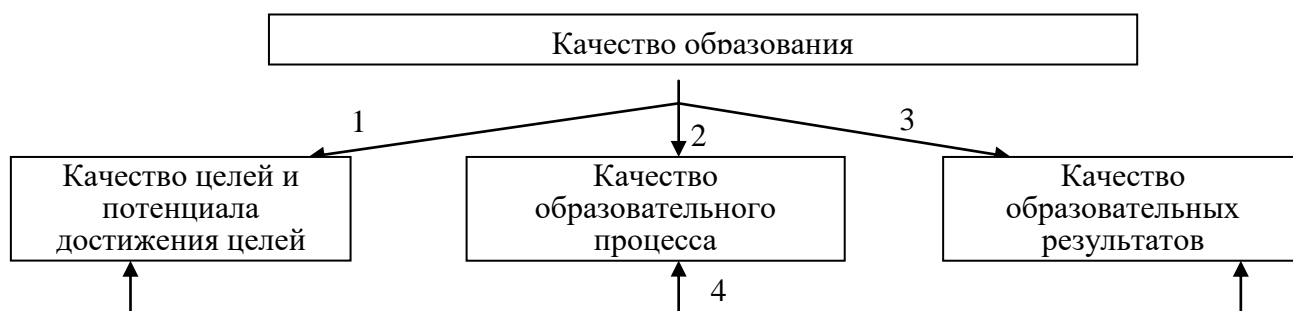 Качество образования
1
2
3
Качество целей и
потенциала
достижения целей
Качество
образовательного
процесса
Качество
образовательных
результатов
4